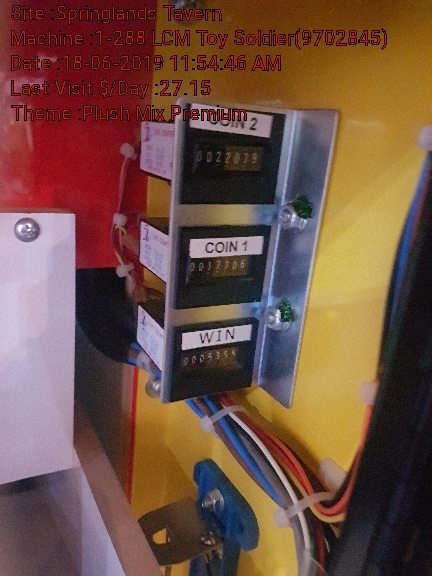 Site :Springlands Tavern
Machine :1-288 LCM Toy Soldier(9702845)
Date :18-06-2019 11:54:46 AM
Last Visit $/Day :27.15
Theme :Plush Mix Premium
COIN 2
0022039
COIN 1
0017706
WIN